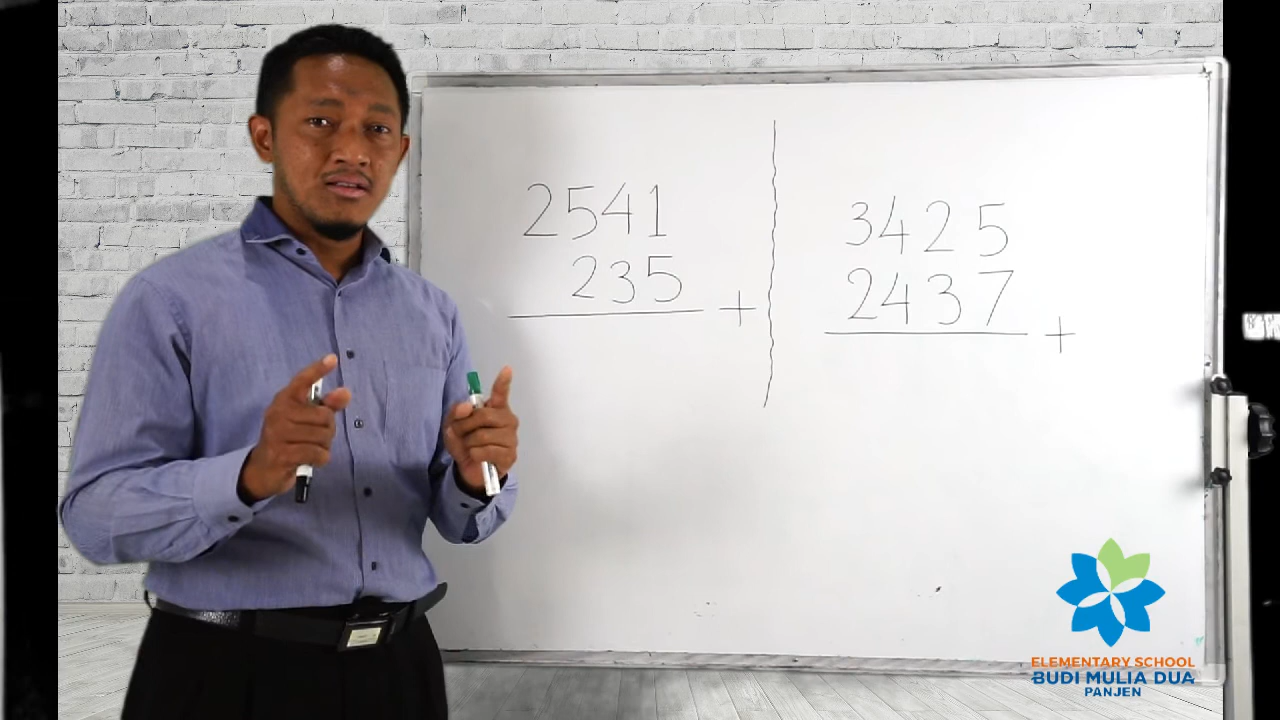 2541
235
+
3425
2437
+
ELEMENTARY SCHOOL
BUDI MULIA DUA
PANJEN